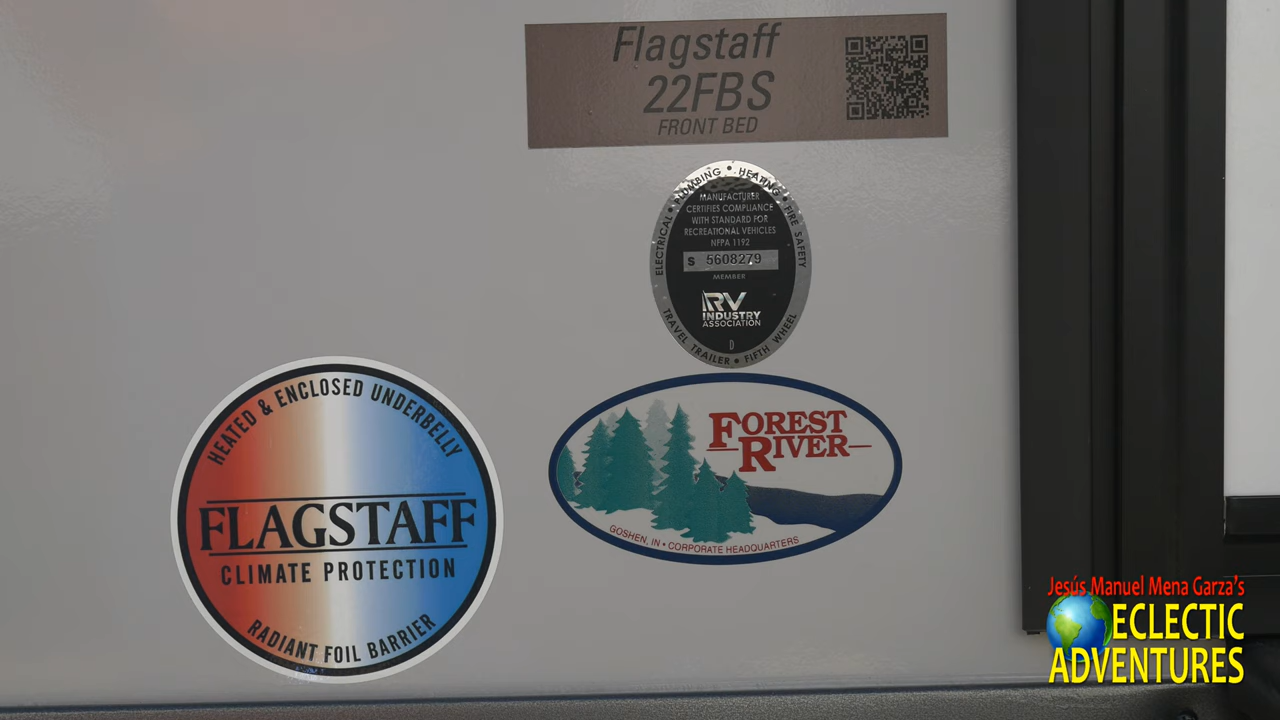 Flagstaff
22FBS
FRONT BED
ELECTRICAL • PLUMBING • HEATING • FIRE SAFETY
MANUFACTURER
CERTIFIES COMPLIANCE
WITH STANDARD FOR
RECREATIONAL VEHICLES
NFPA 1192
S 5608279
MEMBER
RV
INDUSTRY
ASSOCIATION
D
TRAVEL TRAILER • FIFTH WHEEL
HEATED & ENCLOSED UNDERBELLY
FLAGSTAFF
CLIMATE PROTECTION
RADIANT FOIL BARRIER
FOREST
RIVER
GOSHEN, IN • CORPORATE HEADQUARTERS
Jesús Manuel Mena Garza's
ECLECTIC
ADVENTURES